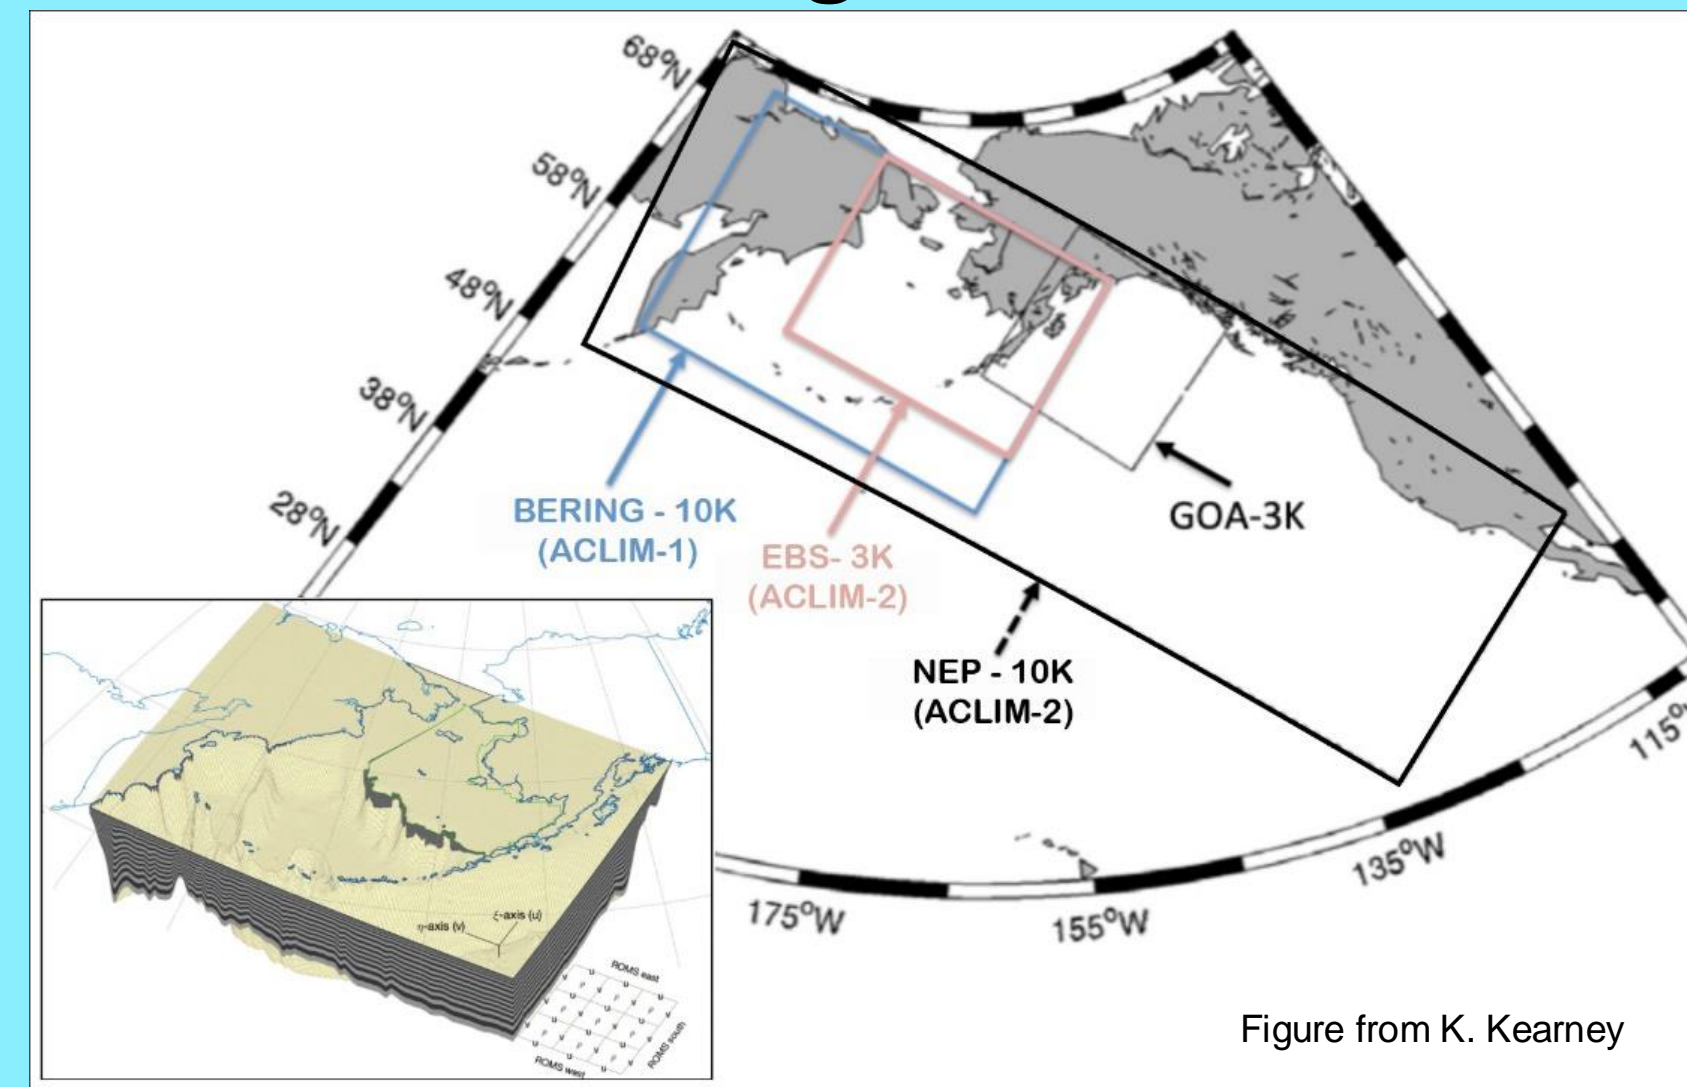 68°N
58°N
48°N
38°N
28°N
BERING - 10K
(ACLIM-1)
EBS- 3K
(ACLIM-2)
GOA-3K
NEP - 10K
(ACLIM-2)
175°W
155°W
135°W
115°
η-axis (v)
ξ-axis (u)
ROMS east
ROMS south
ROMS west
Figure from K. Kearney